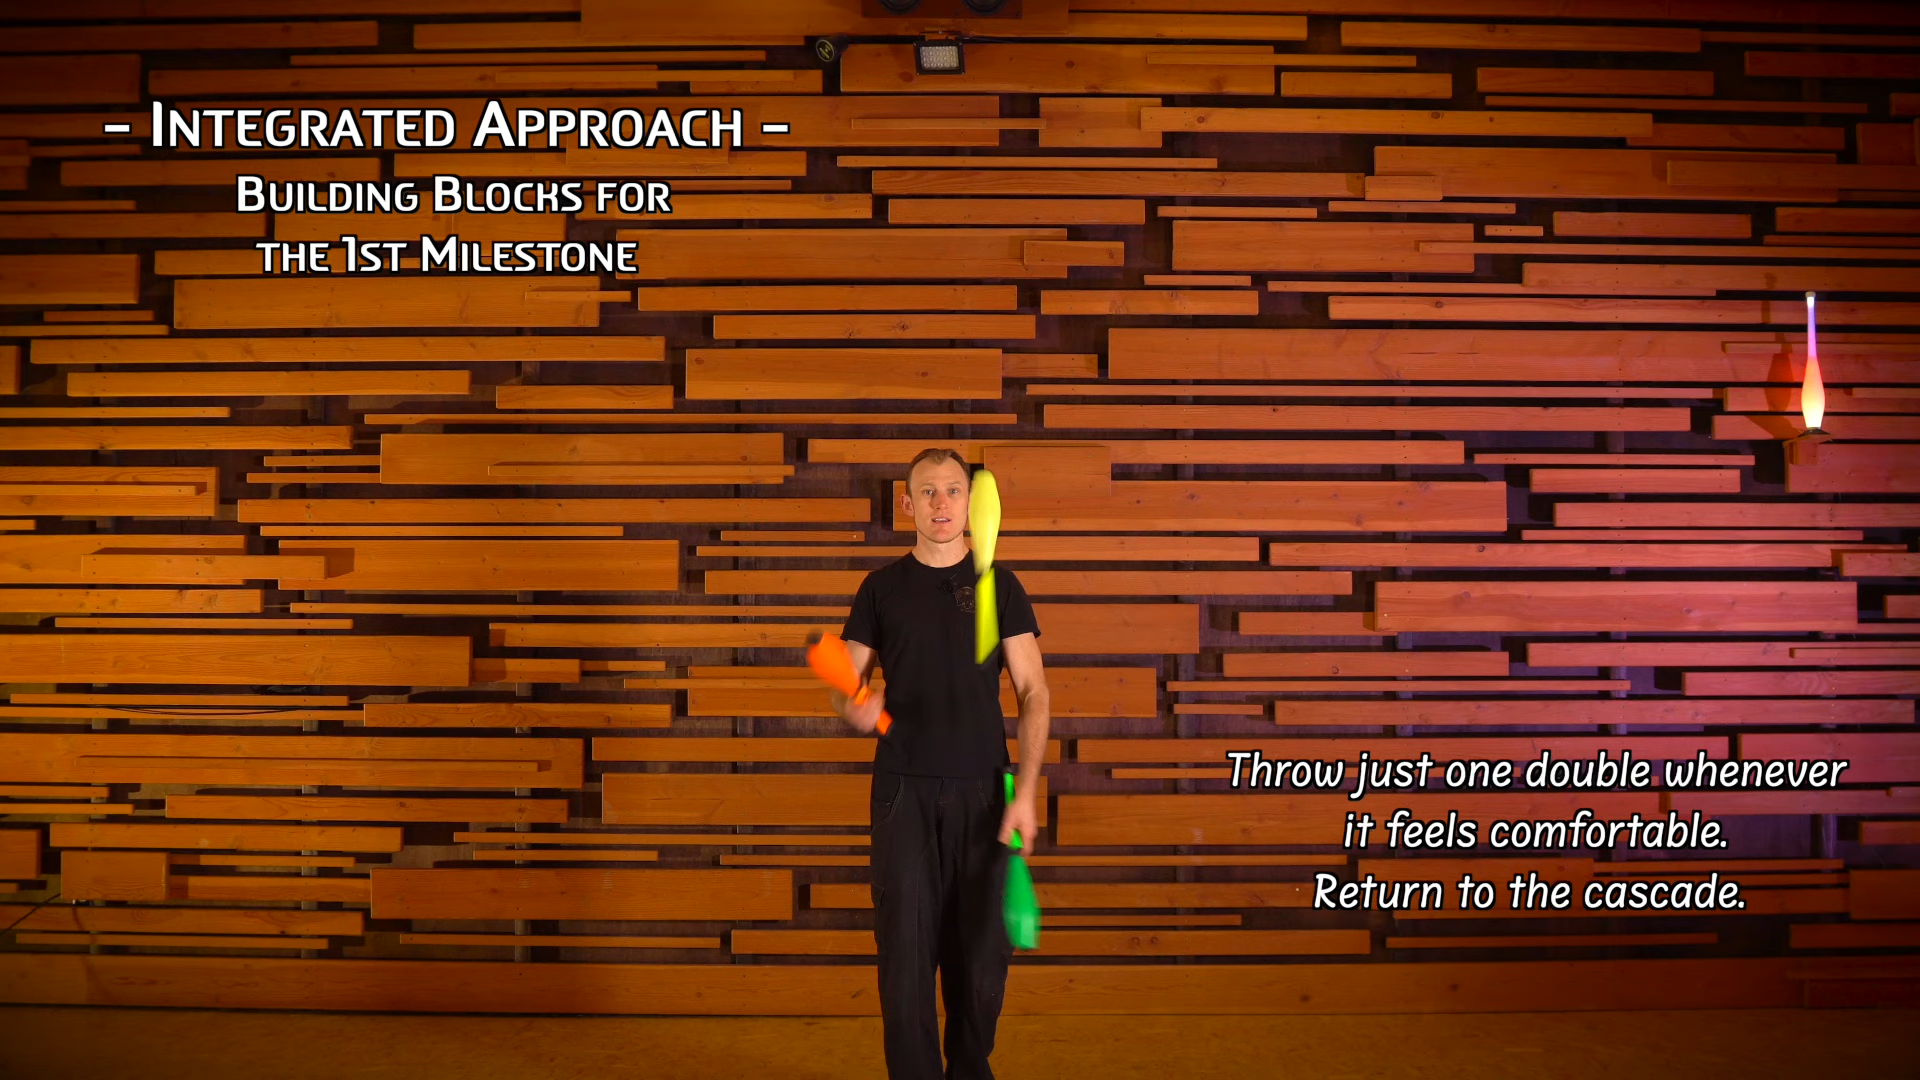 - Integrated Approach -
Building Blocks for
the 1st Milestone
Throw just one double whenever
it feels comfortable.
Return to the cascade.